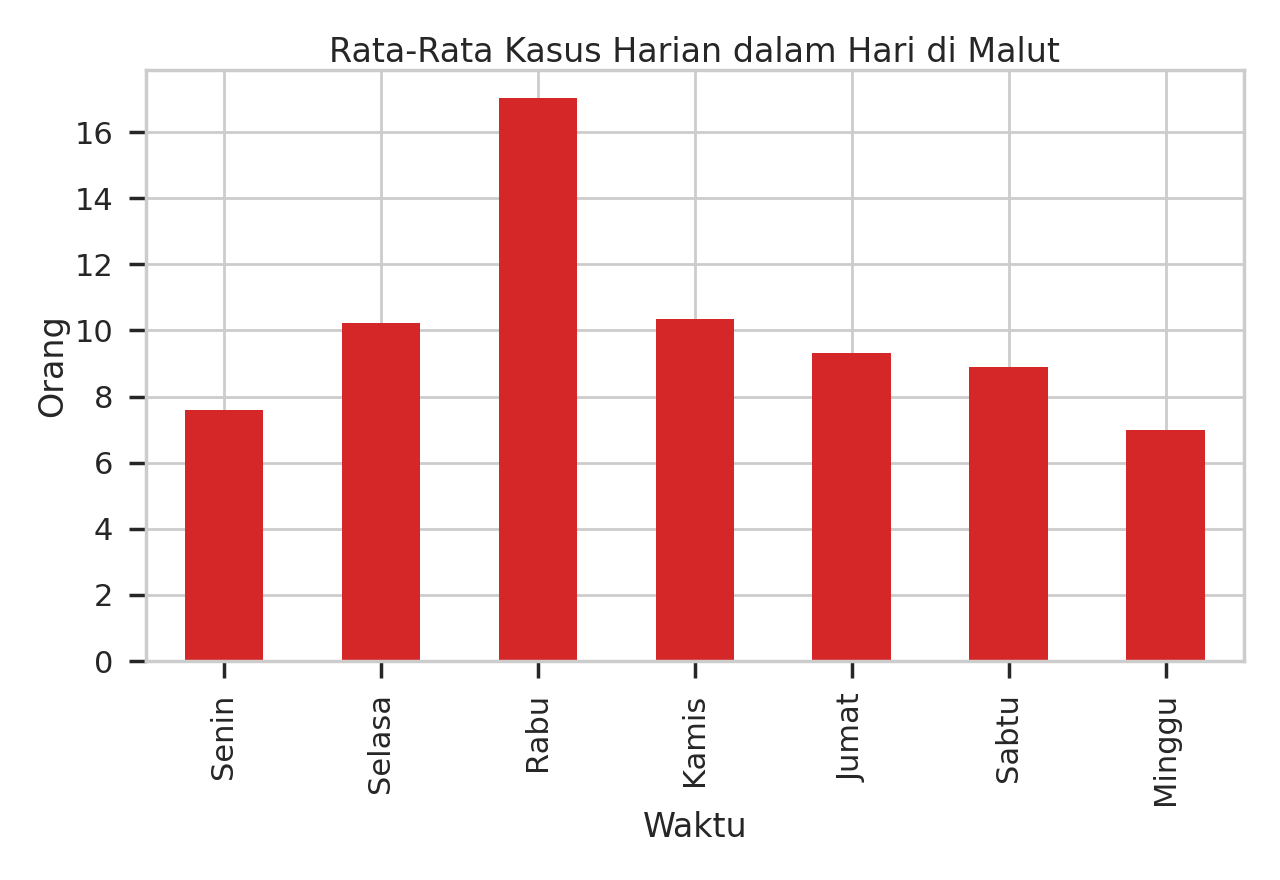 Rata-Rata Kasus Harian dalam Hari di Malut
16
14
12
10
8
6
4
2
0
Orang
Senin
Selasa
Rabu
Kamis
Jumat
Sabtu
Minggu
Waktu